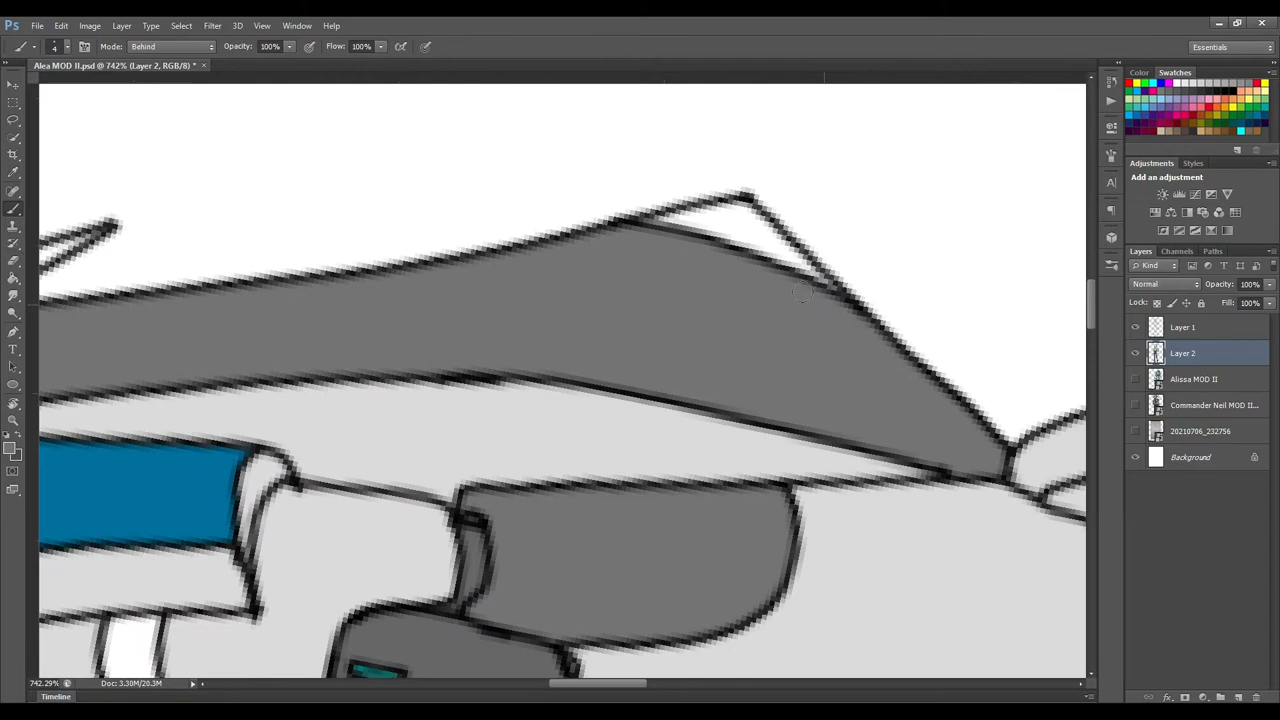 Ps File Edit Image Layer Type Select Filter 3D View Window Help
4 Mode: Behind Opacity: 100% Flow: 100% Essentials
Alea MOD II.psd @ 742% (Layer 2, RGB/8) * ×
Color Swatches
Adjustments Styles
Add an adjustment
Layers Channels Paths
Kind
Normal Opacity: 100%
Lock: Fill: 100%
Layer 1
Layer 2
Alissa MOD II
Commander Neil MOD II...
20210706_232756
Background
742.29% Doc: 3.30M/20.3M
Timeline